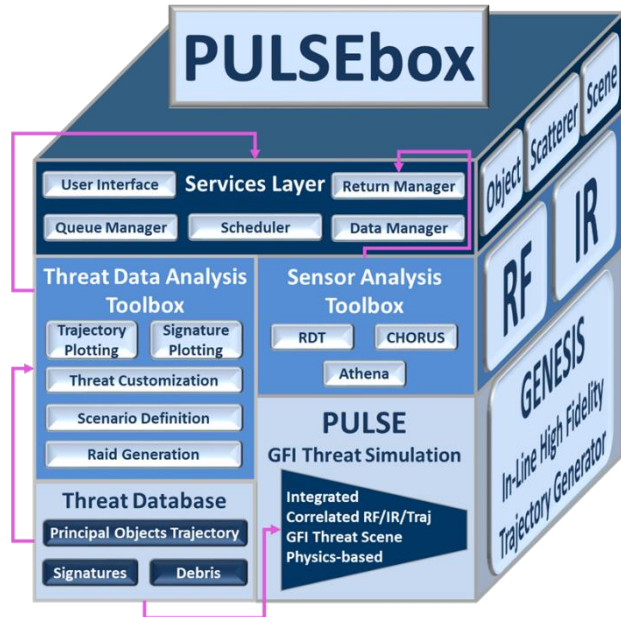 PULSEbox
User Interface
Services Layer
Return Manager
Queue Manager
Scheduler
Data Manager
Threat Data Analysis
Toolbox
Trajectory
Plotting
Signature
Plotting
Threat Customization
Scenario Definition
Raid Generation
Sensor Analysis
Toolbox
RDT
CHORUS
Athena
Threat Database
Principal Objects Trajectory
Signatures
Debris
PULSE
GFI Threat Simulation
Integrated
Correlated RF/IR/Traj
GFI Threat Scene
Physics-based
Object
Scatterer
Scene
RF
IR
GENESIS
In-Line High Fidelity
Trajectory Generator